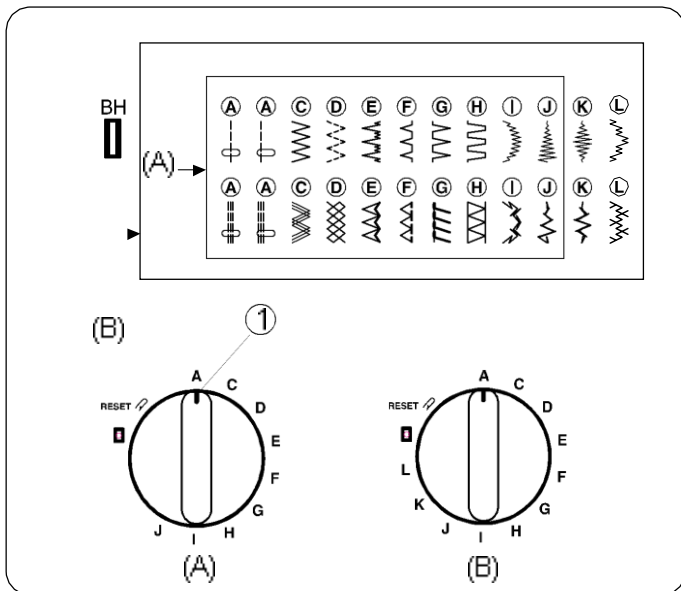 BH
A A C D E F G H I J K L
(A)
A A C D E F G H I J K L
(B)
1
A
C
D
E
F
G
H
I
J
RESET
(A)
A
C
D
E
F
G
H
I
J
K
L
RESET
(B)